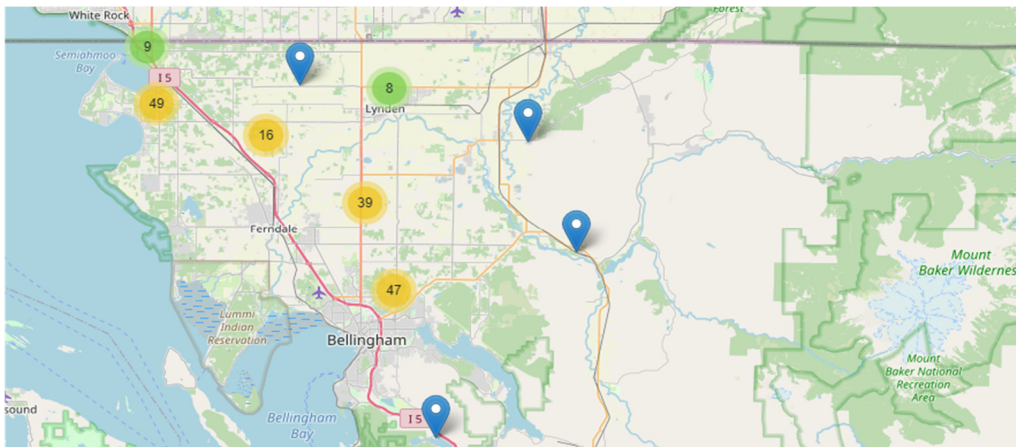 White Rock
Forest
9
Semiahmoo
Bay
I 5
49
8
Lynden
16
39
Ferndale
Mount
Baker Wildernes
47
Lummi
Indian
Reservation
Bellingham
Mount
Baker National
Recreation
Area
sound
Bellingham
Bay
I 5